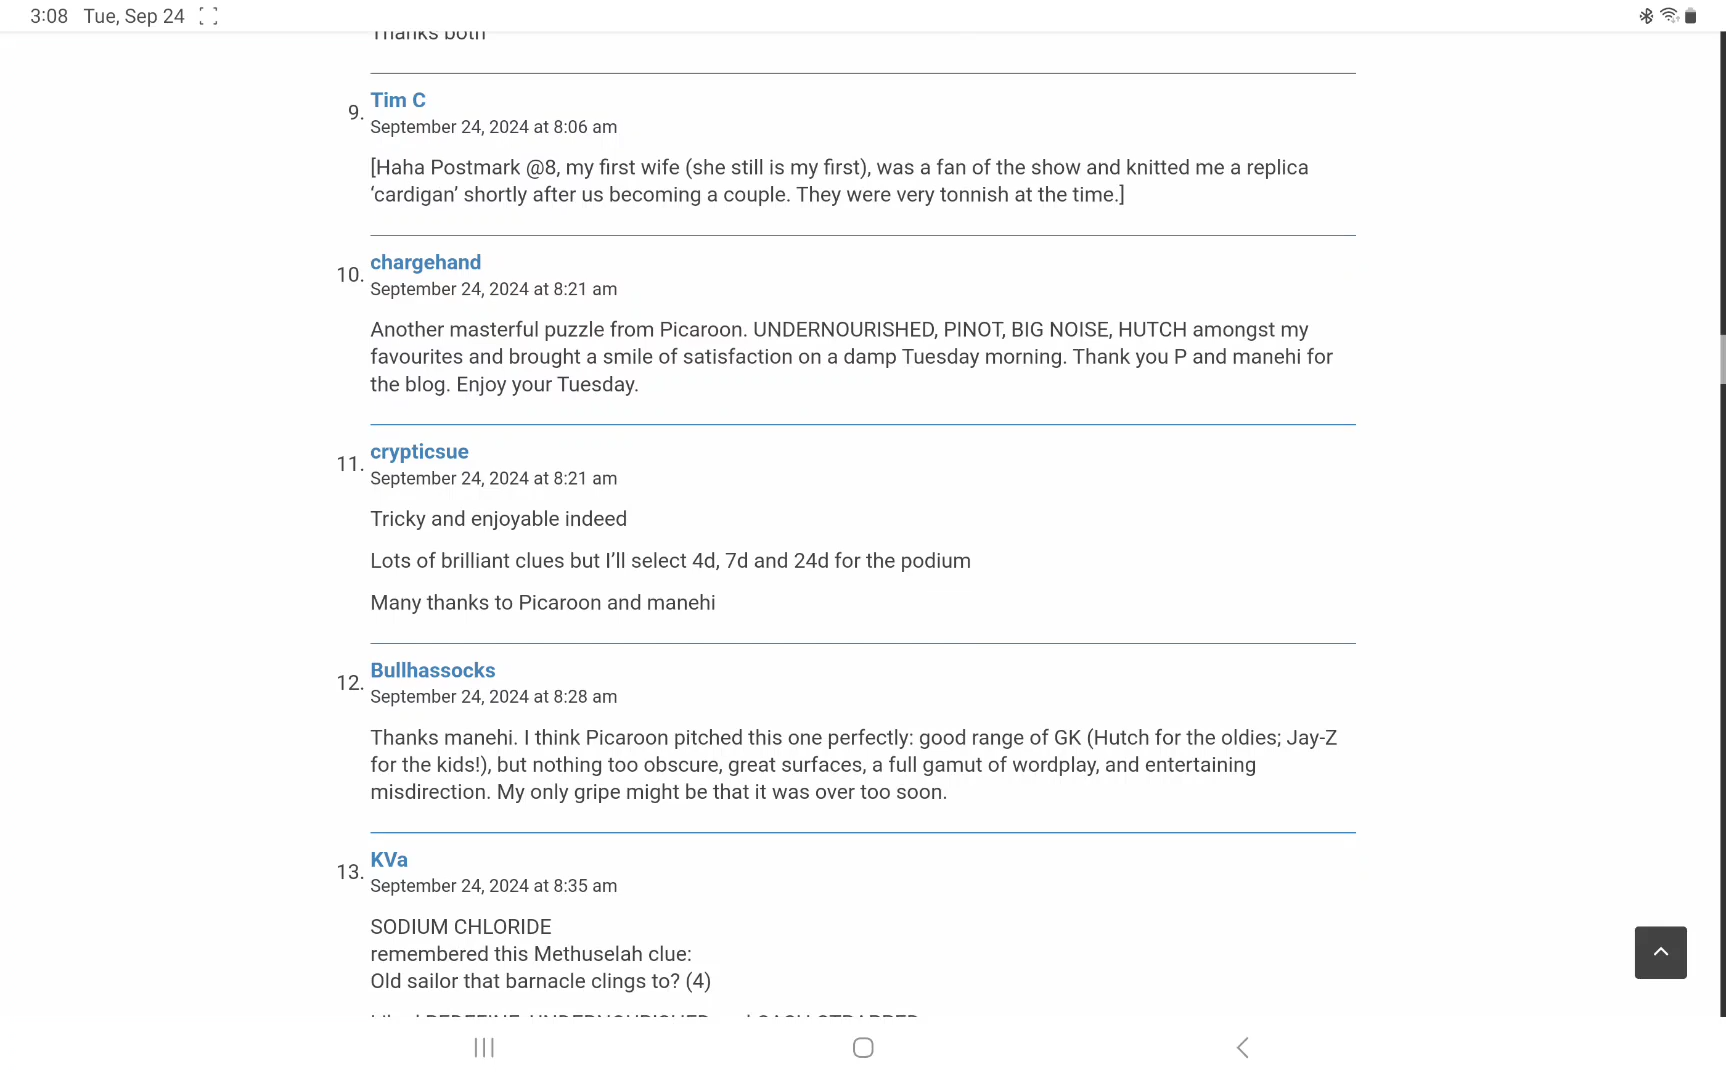 3:08 Tue, Sep 24
Thanks both
9.
Tim C
September 24, 2024 at 8:06 am
[Haha Postmark @8, my first wife (she still is my first), was a fan of the show and knitted me a replica
‘cardigan’ shortly after us becoming a couple. They were very tonnish at the time.]
10.
chargehand
September 24, 2024 at 8:21 am
Another masterful puzzle from Picaroon. UNDERNOURISHED, PINOT, BIG NOISE, HUTCH amongst my
favourites and brought a smile of satisfaction on a damp Tuesday morning. Thank you P and manehi for
the blog. Enjoy your Tuesday.
11.
crypticsue
September 24, 2024 at 8:21 am
Tricky and enjoyable indeed
Lots of brilliant clues but I’ll select 4d, 7d and 24d for the podium
Many thanks to Picaroon and manehi
12.
Bullhassocks
September 24, 2024 at 8:28 am
Thanks manehi. I think Picaroon pitched this one perfectly: good range of GK (Hutch for the oldies; Jay-Z
for the kids!), but nothing too obscure, great surfaces, a full gamut of wordplay, and entertaining
misdirection. My only gripe might be that it was over too soon.
13.
KVa
September 24, 2024 at 8:35 am
SODIUM CHLORIDE
remembered this Methuselah clue:
Old sailor that barnacle clings to? (4)